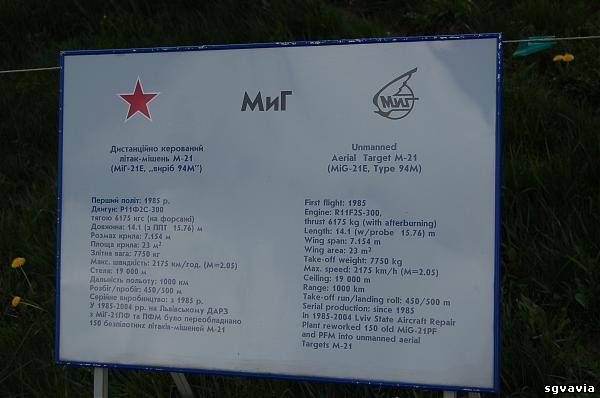 МиГ
МиГ
Дистанційно керований
літак-мішень М-21
(МіГ-21Е, „виріб 94М”)
Перший політ: 1985 р.
Двигун: Р11Ф2С-300,
тягою 6175 кгс (на форсажі)
Довжина: 14.1 (з ППТ 15.76) м
Розмах крила: 7.154 м
Площа крила: 23 м²
Злітна вага: 7750 кг
Макс. швидкість: 2175 км/год. (М=2.05)
Стеля: 19 000 м
Дальність польоту: 1000 км
Розбіг/пробіг: 450/500 м
Серійне виробництво: з 1985 р.
У 1985-2004 рр. на Львівському ДАРЗ
з МіГ-21ПФ та ПФМ було переобладнано
150 безпілотних літаків-мішеней М-21
Unmanned
Aerial Target M-21
(MiG-21E, Type 94M)
First flight: 1985
Engine: R11F2S-300,
thrust 6175 kg (with afterburning)
Length: 14.1 (w/probe 15.76) m
Wing span: 7.154 m
Wing area: 23 m²
Take-off weight: 7750 kg
Max. speed: 2175 km/h (M=2.05)
Ceiling: 19 000 m
Range: 1000 km
Take-off run/landing roll: 450/500 m
Serial production: since 1985
In 1985-2004 Lviv State Aircraft Repair
Plant reworked 150 old MiG-21PF
and PFM into unmanned aerial
Targets M-21
sgvavia